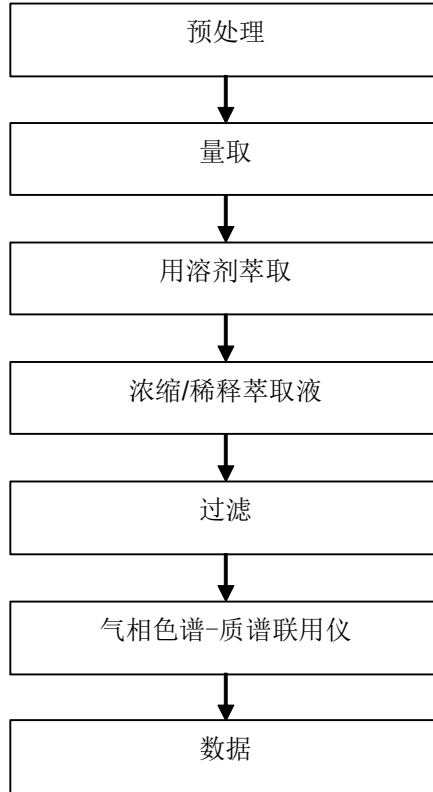 预处理
量取
用溶剂萃取
浓缩/稀释萃取液
过滤
气相色谱-质谱联用仪
数据